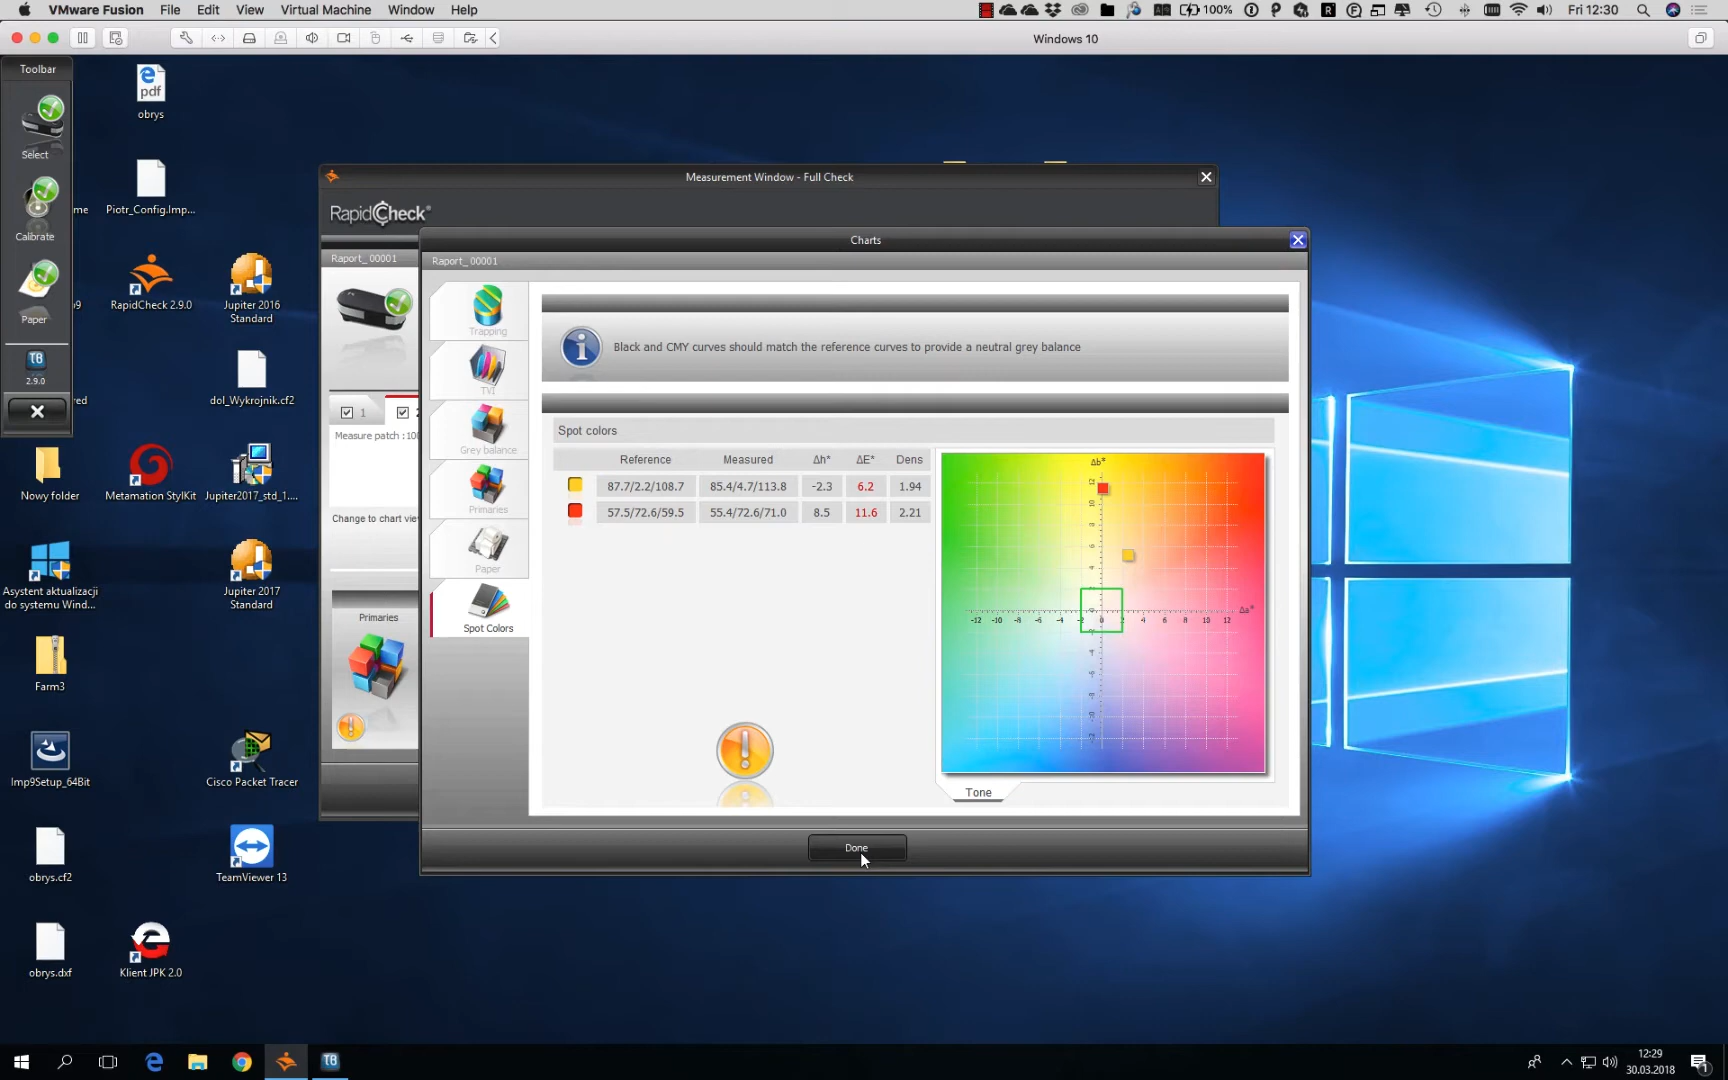 VMware Fusion File Edit View Virtual Machine Window Help
100% Fri 12:30
Windows 10
Toolbar
Select
Calibrate
Paper
T8
2.9.0
obrys
Piotr_Config.Imp...
RapidCheck 2.9.0
Jupiter 2016
Standard
dol_Wykrojnik.cf2
Nowy folder
Metamation StylKit
Jupiter2017_std_1....
Asystent aktualizacji
do systemu Wind...
Jupiter 2017
Standard
Farm3
Imp9Setup_64Bit
Cisco Packet Tracer
obrys.cf2
TeamViewer 13
obrys.dxf
Klient JPK 2.0
Measurement Window - Full Check
RapidCheck
Raport_ 00001
1
Measure patch :10
Change to chart vie
Primaries
Charts
Raport_ 00001
Trapping
TVI
Grey balance
Primaries
Paper
Spot Colors
Black and CMY curves should match the reference curves to provide a neutral grey balance
Spot colors
Reference Measured Δh* ΔE* Dens
87.7/2.2/108.7 85.4/4.7/113.8 -2.3 6.2 1.94
57.5/72.6/59.5 55.4/72.6/71.0 8.5 11.6 2.21
Δb*
Δa*
-12 -10 -8 -6 -4 -2 0 2 4 6 8 10 12
Tone
Done
12:29
30.03.2018